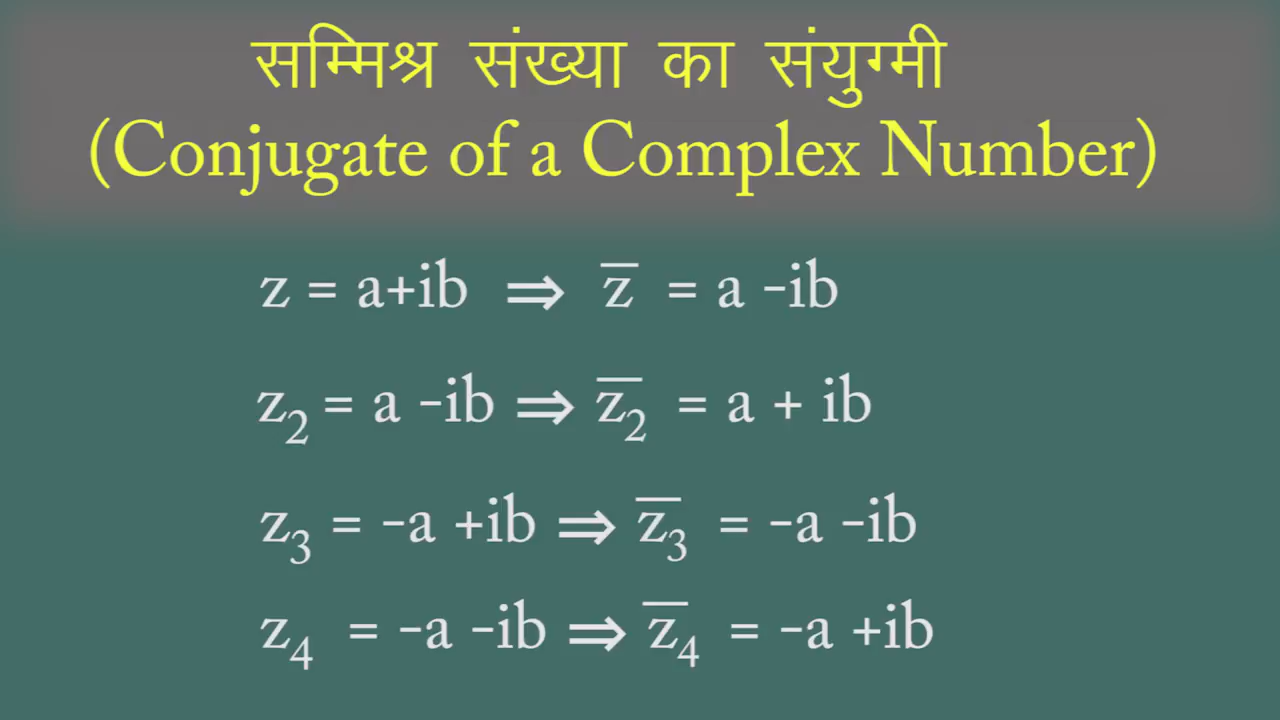 सम्मिश्र संख्या का संयुग्मी
(Conjugate of a Complex Number)
z = a+ib ⇒ z̅ = a -ib
z₂ = a -ib ⇒ z̅₂ = a + ib
z₃ = -a +ib ⇒ z̅₃ = -a -ib
z₄ = -a -ib ⇒ z̅₄ = -a +ib